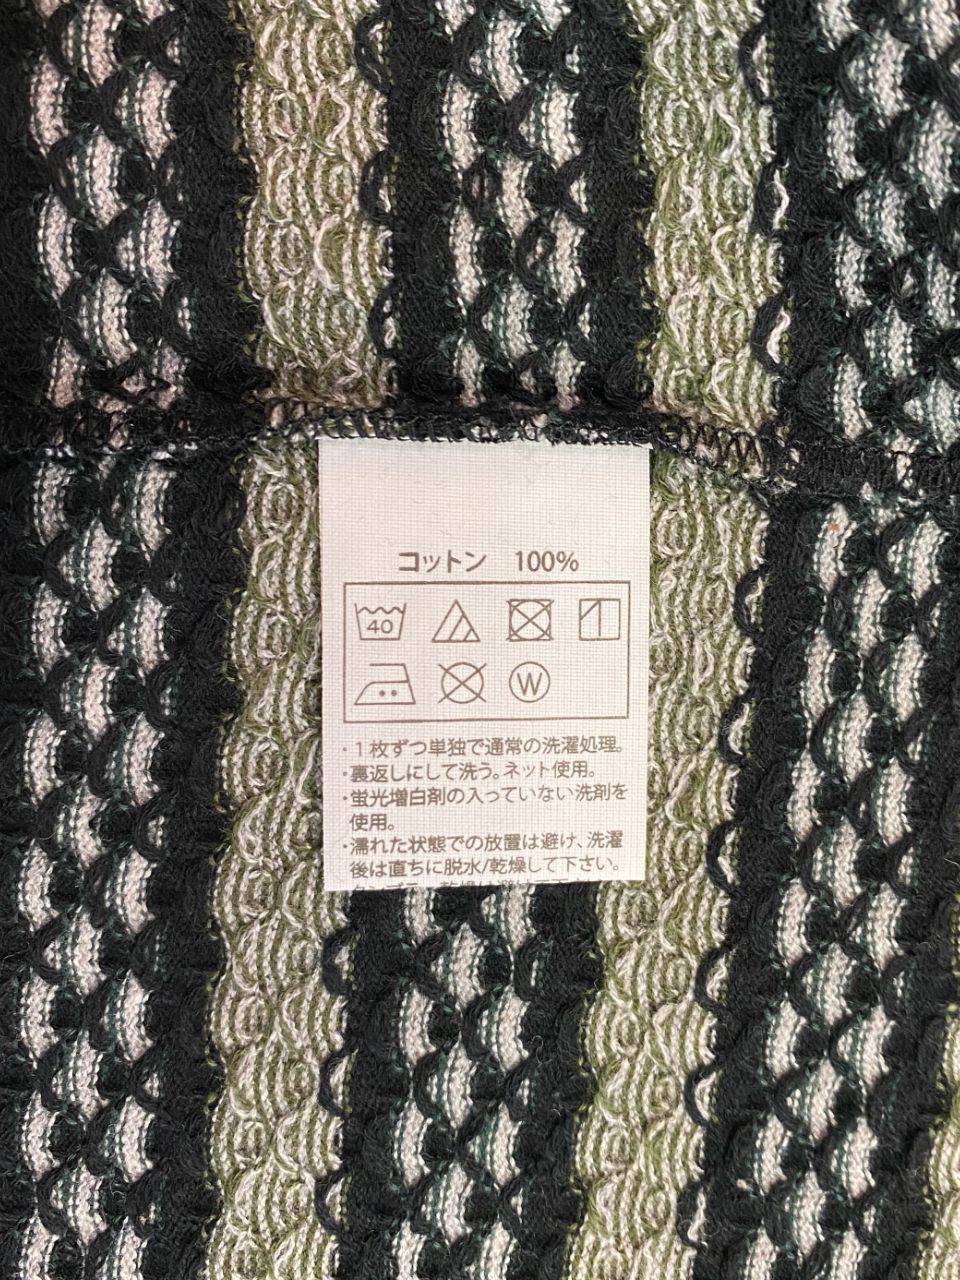 コットン 100%
40
W
・１枚ずつ単独で通常の洗濯処理。
・裏返しにして洗う。ネット使用。
・蛍光増白剤の入っていない洗剤を
使用。
・濡れた状態での放置は避け、洗濯
後は直ちに脱水/乾燥して下さい。